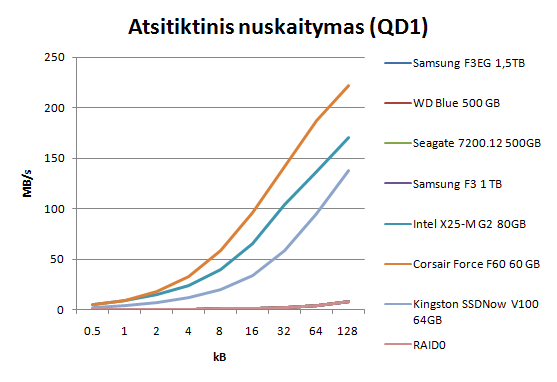 Atsitiktinis nuskaitymas (QD1)
250
200
150
100
50
0
MB/s
0.5 1 2 4 8 16 32 64 128
kB
Samsung F3EG 1,5TB
WD Blue 500 GB
Seagate 7200.12 500GB
Samsung F3 1 TB
Intel X25-M G2 80GB
Corsair Force F60 60 GB
Kingston SSDNow V100
64GB
RAID0